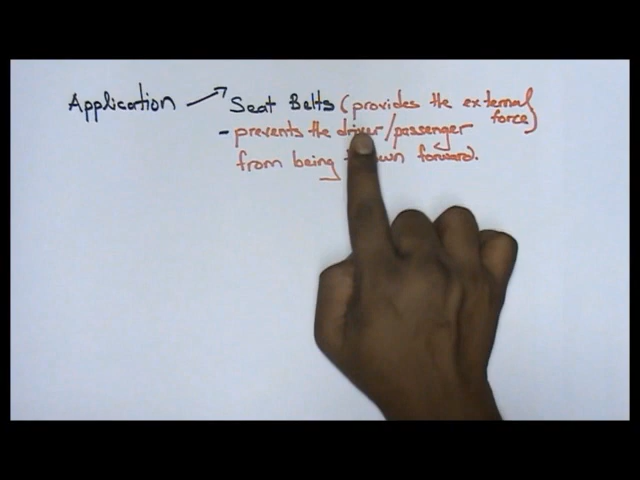 Application → Seat Belts (provides the external force)
- prevents the driver/passenger
from being forward.